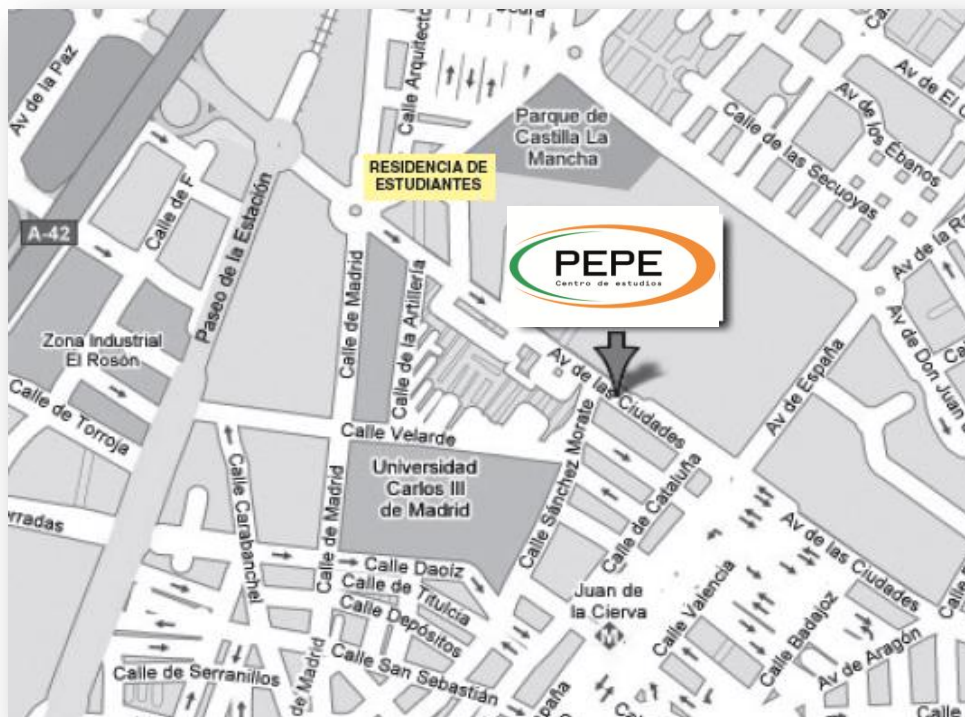 Av de la Paz
Calle Arquitecto
Parque de
Castilla La
Mancha
Av de El
Av de los Ébanos
Calle de las Secuoyas
RESIDENCIA DE
ESTUDIANTES
A-42
Calle de F
Paseo de la Estación
Av de la R
PEPE
Centro de estudios
Calle de Madrid
Calle de la Artillería
Zona Industrial
El Rosón
Av de las Ciudades
Av de España
Av de Don Juan
Calle de Torroja
Calle Velarde
Calle Sánchez Morate
Universidad
Carlos III
de Madrid
Calle de Cataluña
Calle de Madrid
Calle Carabanchel
erradas
Av de las Ciudades
Calle Daoíz
Calle de Titulcia
Calle Depósitos
Juan de
la Cierva
M
Calle Valencia
Calle Badajoz
Av de Aragón
Calle de Serranillos
de Madrid
Calle San Sebastián
spaña
Calle